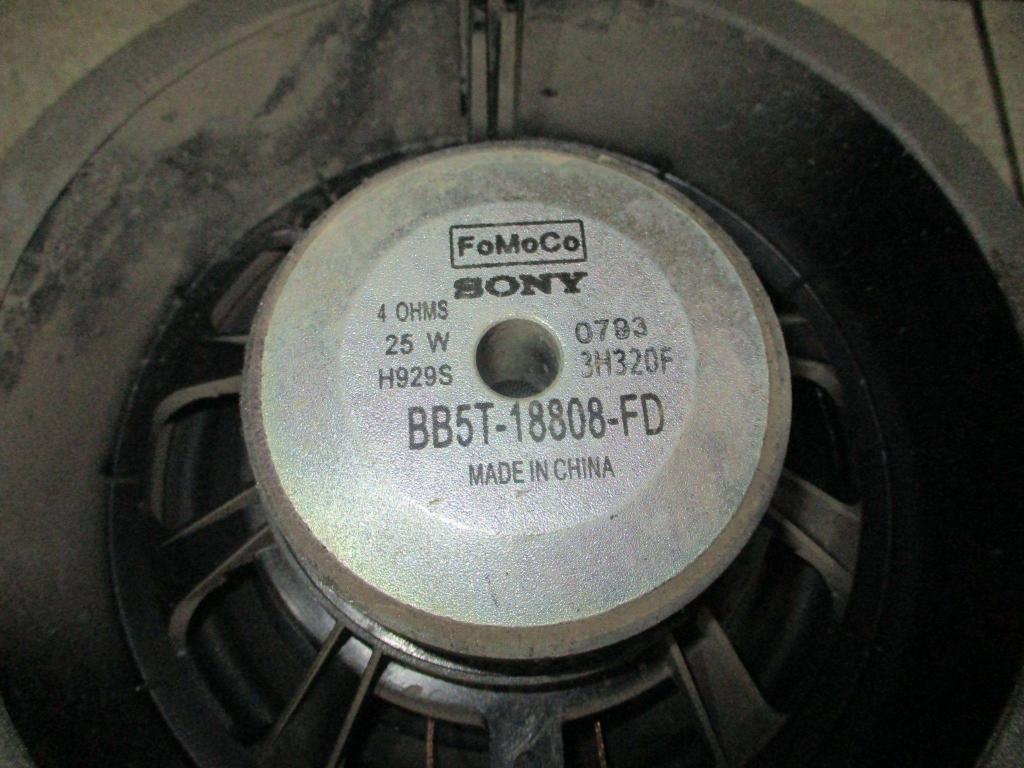 FoMoCo
SONY
4 OHMS
25 W
H929S
0793
3H320F
BB5T-18808-FD
MADE IN CHINA